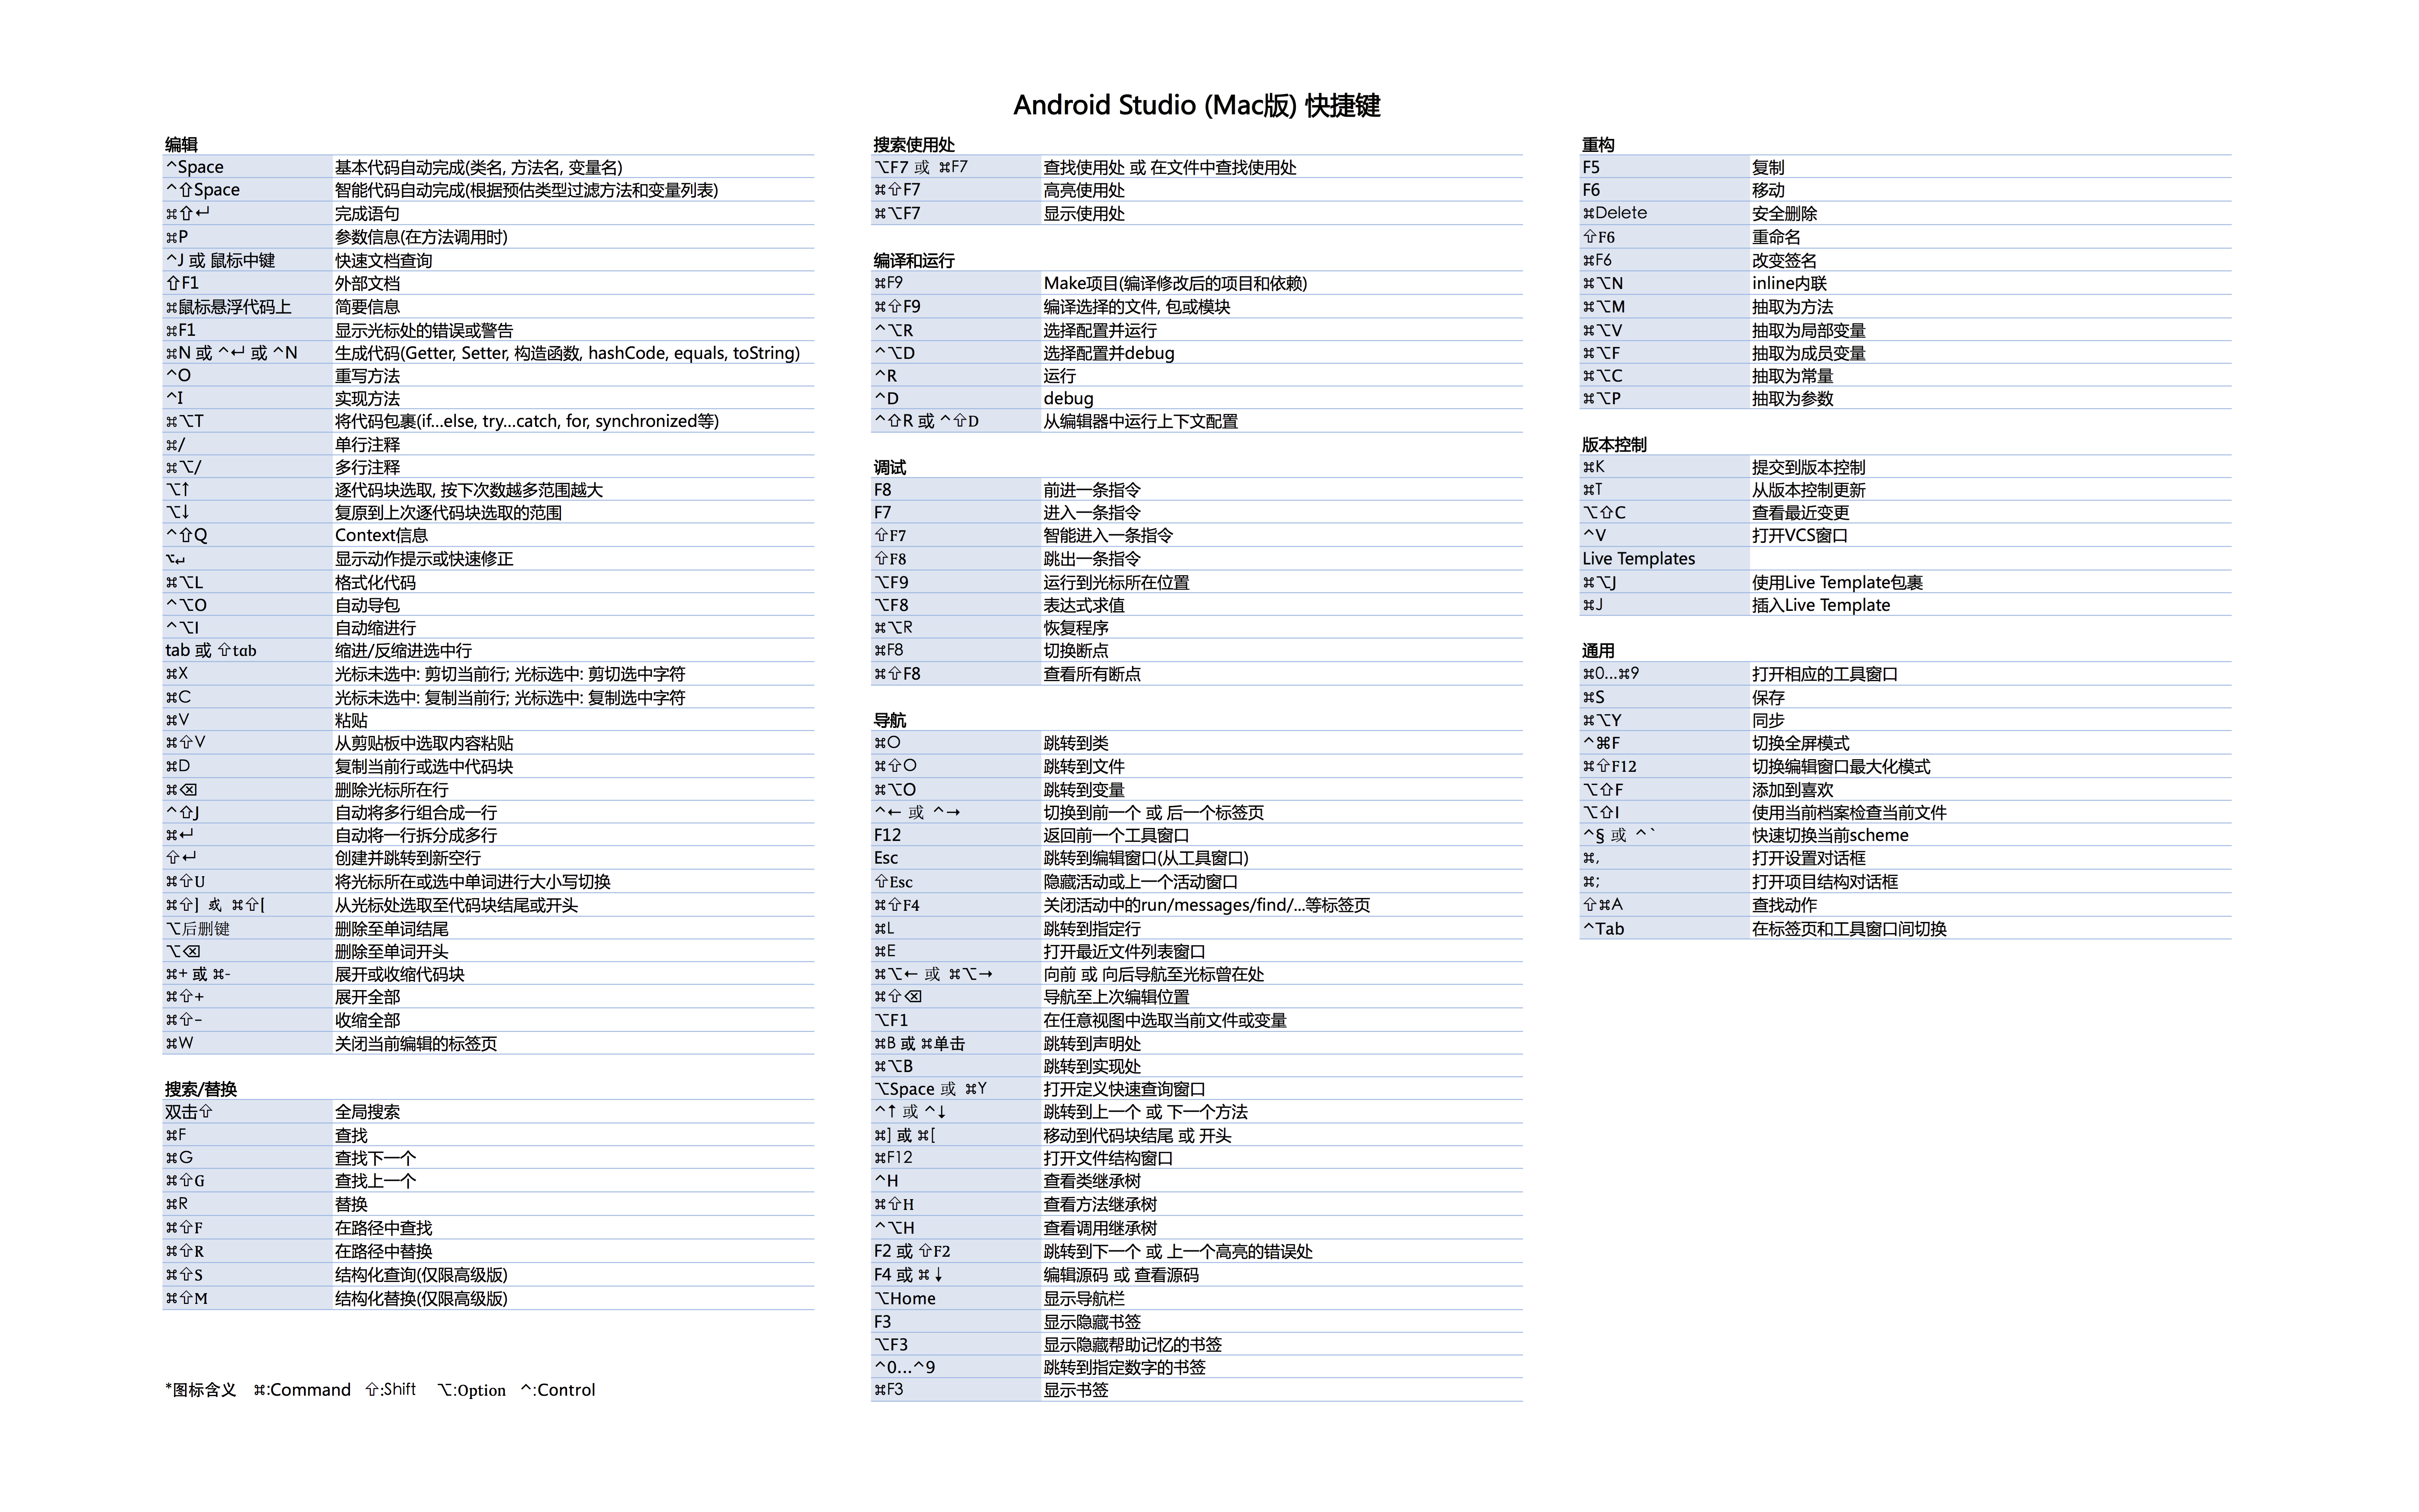 Android Studio (Mac版) 快捷键
编辑
^Space 基本代码自动完成(类名, 方法名, 变量名)
^⇧Space 智能代码自动完成(根据预估类型过滤方法和变量列表)
⌘⇧↩ 完成语句
⌘P 参数信息(在方法调用时)
^J 或 鼠标中键 快速文档查询
⇧F1 外部文档
⌘鼠标悬浮代码上 简要信息
⌘F1 显示光标处的错误或警告
⌘N 或 ^↩ 或 ^N 生成代码(Getter, Setter, 构造函数, hashCode, equals, toString)
^O 重写方法
^I 实现方法
⌘⌥T 将代码包裹(if...else, try...catch, for, synchronized等)
⌘/ 单行注释
⌘⌥/ 多行注释
⌥↑ 逐代码块选取, 按下次数越多范围越大
⌥↓ 复原到上次逐代码块选取的范围
^⇧Q Context信息
⌥↩ 显示动作提示或快速修正
⌘⌥L 格式化代码
^⌥O 自动导包
^⌥I 自动缩进行
tab 或 ⇧tab 缩进/反缩进选中行
⌘X 光标未选中: 剪切当前行; 光标选中: 剪切选中字符
⌘C 光标未选中: 复制当前行; 光标选中: 复制选中字符
⌘V 粘贴
⌘⇧V 从剪贴板中选取内容粘贴
⌘D 复制当前行或选中代码块
⌘⌫ 删除光标所在行
^⇧J 自动将多行组合成一行
⌘↩ 自动将一行拆分成多行
⇧↩ 创建并跳转到新空行
⌘⇧U 将光标所在或选中单词进行大小写切换
⌘⇧] 或 ⌘⇧[ 从光标处选取至代码块结尾或开头
⌥后删键 删除至单词结尾
⌥⌫ 删除至单词开头
⌘+ 或 ⌘- 展开或收缩代码块
⌘⇧+ 展开全部
⌘⇧- 收缩全部
⌘W 关闭当前编辑的标签页
搜索/替换
双击⇧ 全局搜索
⌘F 查找
⌘G 查找下一个
⌘⇧G 查找上一个
⌘R 替换
⌘⇧F 在路径中查找
⌘⇧R 在路径中替换
⌘⇧S 结构化查询(仅限高级版)
⌘⇧M 结构化替换(仅限高级版)
*图标含义 ⌘:Command ⇧:Shift ⌥:Option ^:Control
搜索使用处
⌥F7 或 ⌘F7 查找使用处 或 在文件中查找使用处
⌘⇧F7 高亮使用处
⌘⌥F7 显示使用处
编译和运行
⌘F9 Make项目(编译修改后的项目和依赖)
⌘⇧F9 编译选择的文件, 包或模块
^⌥R 选择配置并运行
^⌥D 选择配置并debug
^R 运行
^D debug
^⇧R 或 ^⇧D 从编辑器中运行上下文配置
调试
F8 前进一条指令
F7 进入一条指令
⇧F7 智能进入一条指令
⇧F8 跳出一条指令
⌥F9 运行到光标所在位置
⌥F8 表达式求值
⌘⌥R 恢复程序
⌘F8 切换断点
⌘⇧F8 查看所有断点
导航
⌘O 跳转到类
⌘⇧O 跳转到文件
⌘⌥O 跳转到变量
^← 或 ^→ 切换到前一个 或 后一个标签页
F12 返回前一个工具窗口
Esc 跳转到编辑窗口(从工具窗口)
⇧Esc 隐藏活动或上一个活动窗口
⌘⇧F4 关闭活动中的run/messages/find/...等标签页
⌘L 跳转到指定行
⌘E 打开最近文件列表窗口
⌘⌥← 或 ⌘⌥→ 向前 或 向后导航至光标曾在处
⌘⇧⌫ 导航至上次编辑位置
⌥F1 在任意视图中选取当前文件或变量
⌘B 或 ⌘单击 跳转到声明处
⌘⌥B 跳转到实现处
⌥Space 或 ⌘Y 打开定义快速查询窗口
^↑ 或 ^↓ 跳转到上一个 或 下一个方法
⌘] 或 ⌘[ 移动到代码块结尾 或 开头
⌘F12 打开文件结构窗口
^H 查看类继承树
⌘⇧H 查看方法继承树
^⌥H 查看调用继承树
F2 或 ⇧F2 跳转到下一个 或 上一个高亮的错误处
F4 或 ⌘↓ 编辑源码 或 查看源码
⌥Home 显示导航栏
F3 显示隐藏书签
⌥F3 显示隐藏帮助记忆的书签
^0...^9 跳转到指定数字的书签
⌘F3 显示书签
重构
F5 复制
F6 移动
⌘Delete 安全删除
⇧F6 重命名
⌘F6 改变签名
⌘⌥N inline内联
⌘⌥M 抽取为方法
⌘⌥V 抽取为局部变量
⌘⌥F 抽取为成员变量
⌘⌥C 抽取为常量
⌘⌥P 抽取为参数
版本控制
⌘K 提交到版本控制
⌘T 从版本控制更新
⌥⇧C 查看最近变更
^V 打开VCS窗口
Live Templates
⌘⌥J 使用Live Template包裹
⌘J 插入Live Template
通用
⌘0...⌘9 打开相应的工具窗口
⌘S 保存
⌘⌥Y 同步
^⌘F 切换全屏模式
⌘⇧F12 切换编辑窗口最大化模式
⌥⇧F 添加到喜欢
⌥⇧I 使用当前档案检查当前文件
^§ 或 ^` 快速切换当前scheme
⌘, 打开设置对话框
⌘; 打开项目结构对话框
⇧⌘A 查找动作
^Tab 在标签页和工具窗口间切换